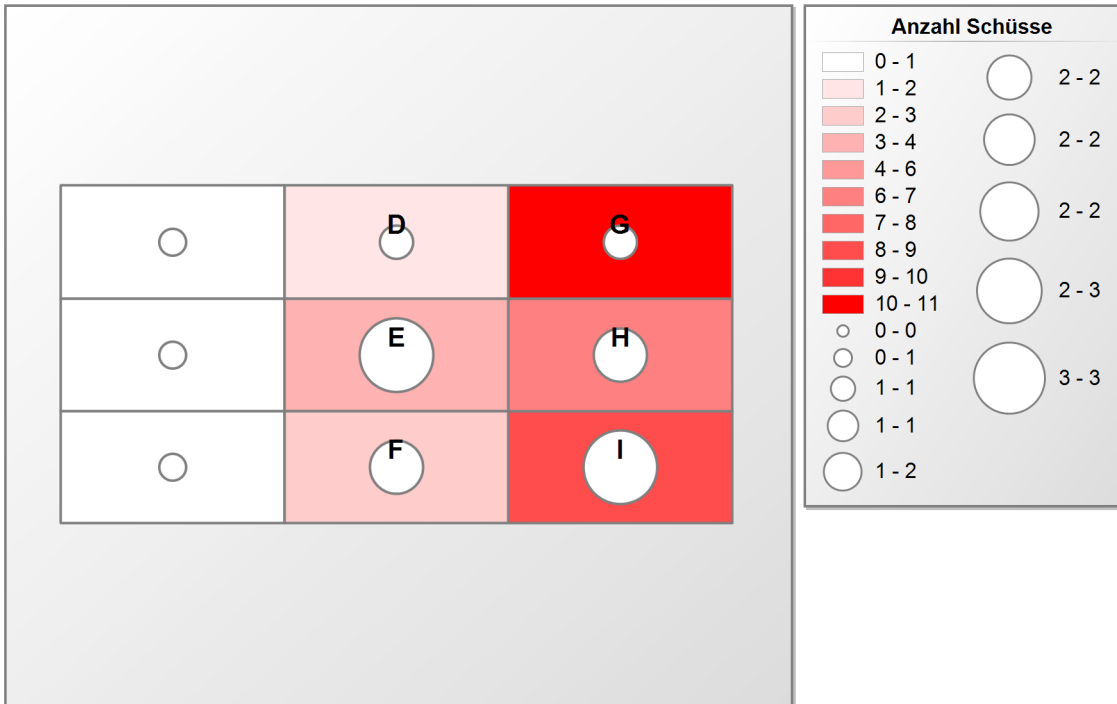 D
G
E
H
F
I
Anzahl Schüsse
0 - 1
1 - 2
2 - 3
3 - 4
4 - 6
6 - 7
7 - 8
8 - 9
9 - 10
10 - 11
0 - 0
0 - 1
1 - 1
1 - 1
1 - 2
2 - 2
2 - 2
2 - 2
2 - 3
3 - 3